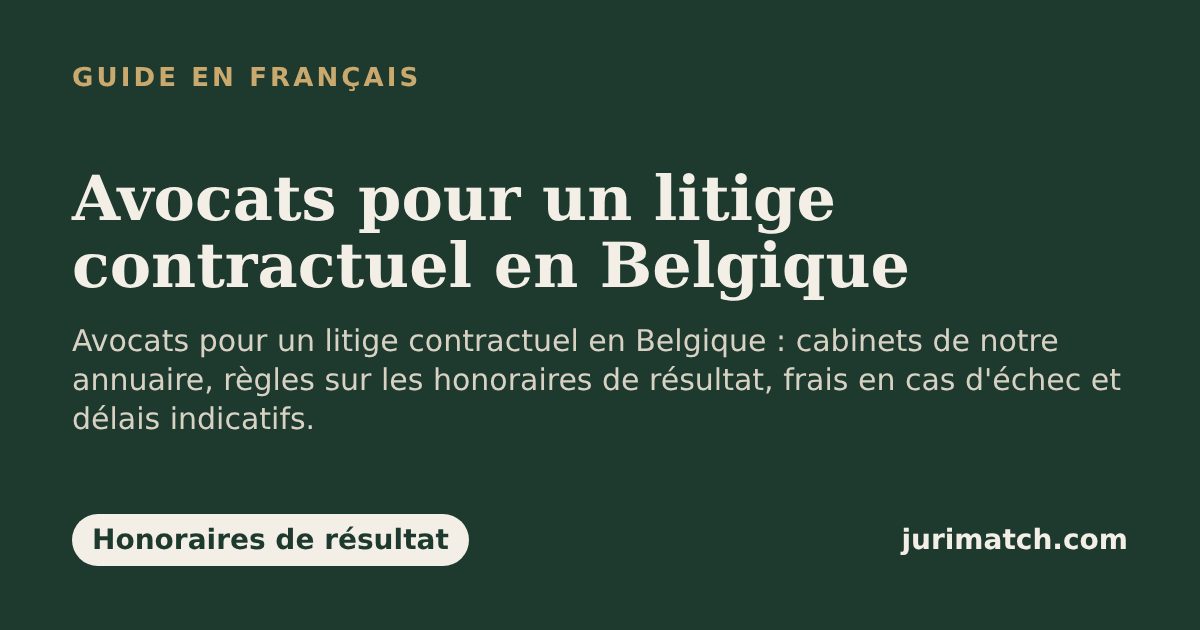 GUIDE EN FRANÇAIS
Avocats pour un litige
contractuel en Belgique
Avocats pour un litige contractuel en Belgique : cabinets de notre
annuaire, règles sur les honoraires de résultat, frais en cas d'échec et
délais indicatifs.
Honoraires de résultat
jurimatch.com